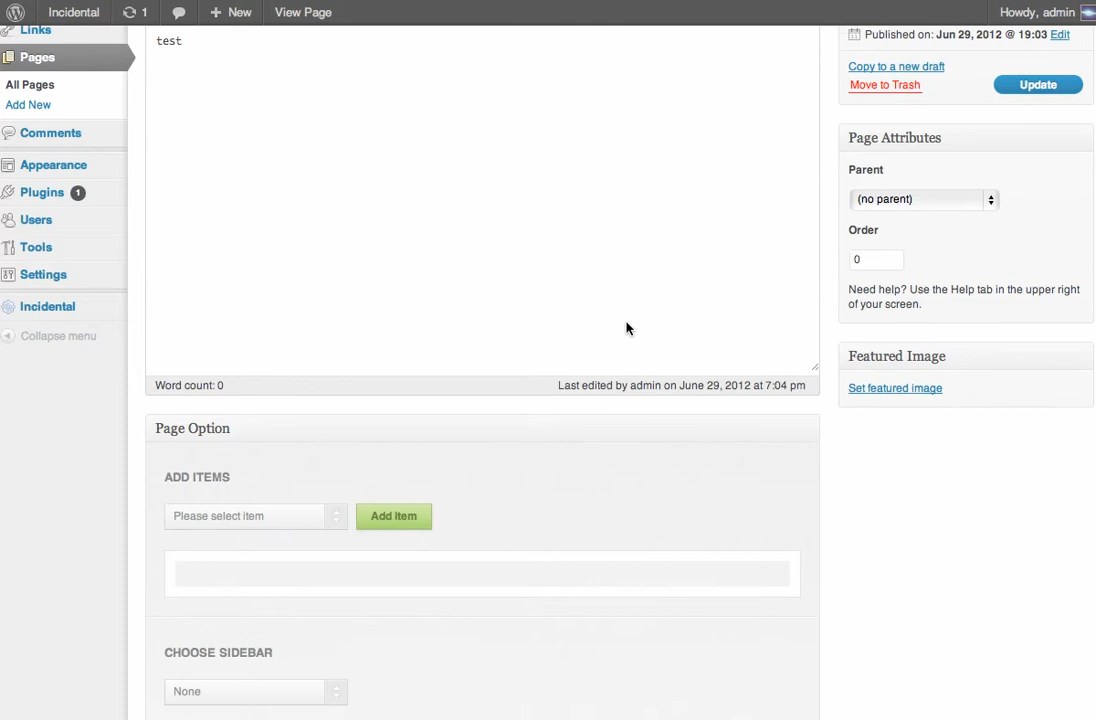 Incidental
1
New
View Page
Howdy, admin
Links
Pages
All Pages
Add New
Comments
Appearance
Plugins 1
Users
Tools
Settings
Incidental
Collapse menu
test
Word count: 0
Last edited by admin on June 29, 2012 at 7:04 pm
Page Option
ADD ITEMS
Please select item
Add Item
CHOOSE SIDEBAR
None
Published on: Jun 29, 2012 @ 19:03 Edit
Copy to a new draft
Move to Trash
Update
Page Attributes
Parent
(no parent)
Order
0
Need help? Use the Help tab in the upper right
of your screen.
Featured Image
Set featured image